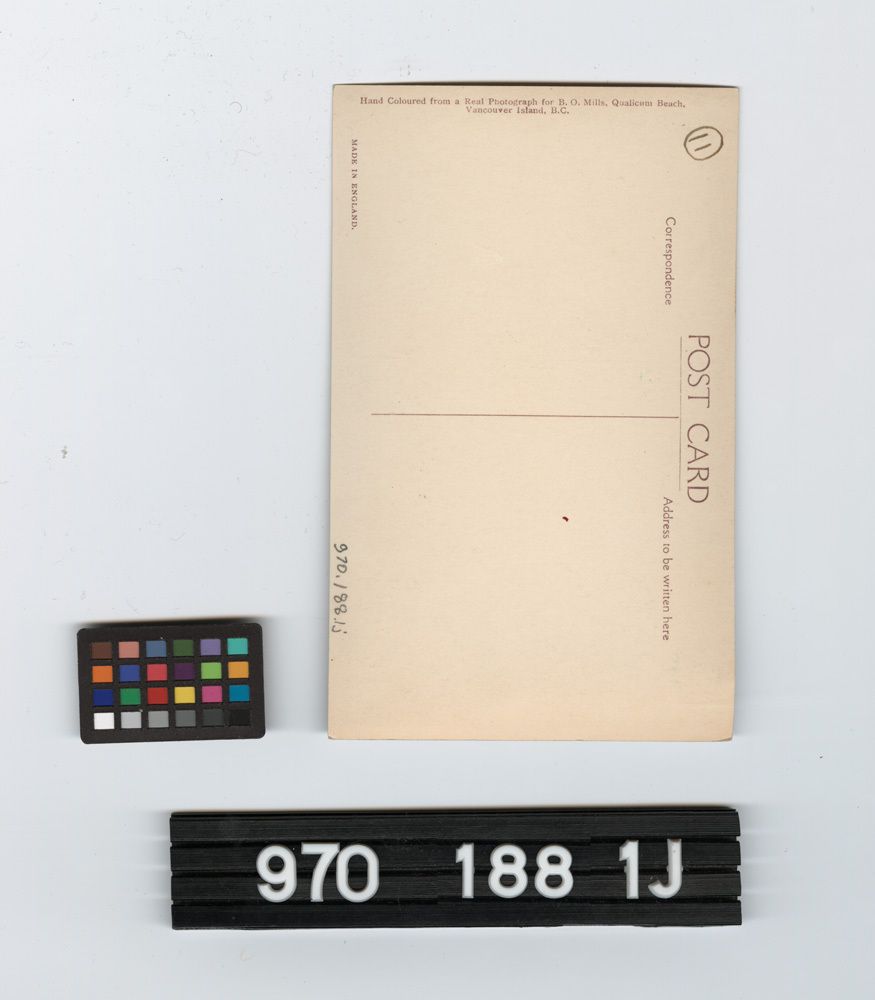 Hand Coloured from a Real Photograph for B. O. Mills, Qualicum Beach,
Vancouver Island, B.C.
11
MADE IN ENGLAND.
Correspondence
POST CARD
Address to be written here
970.188.1j
970 188 1J